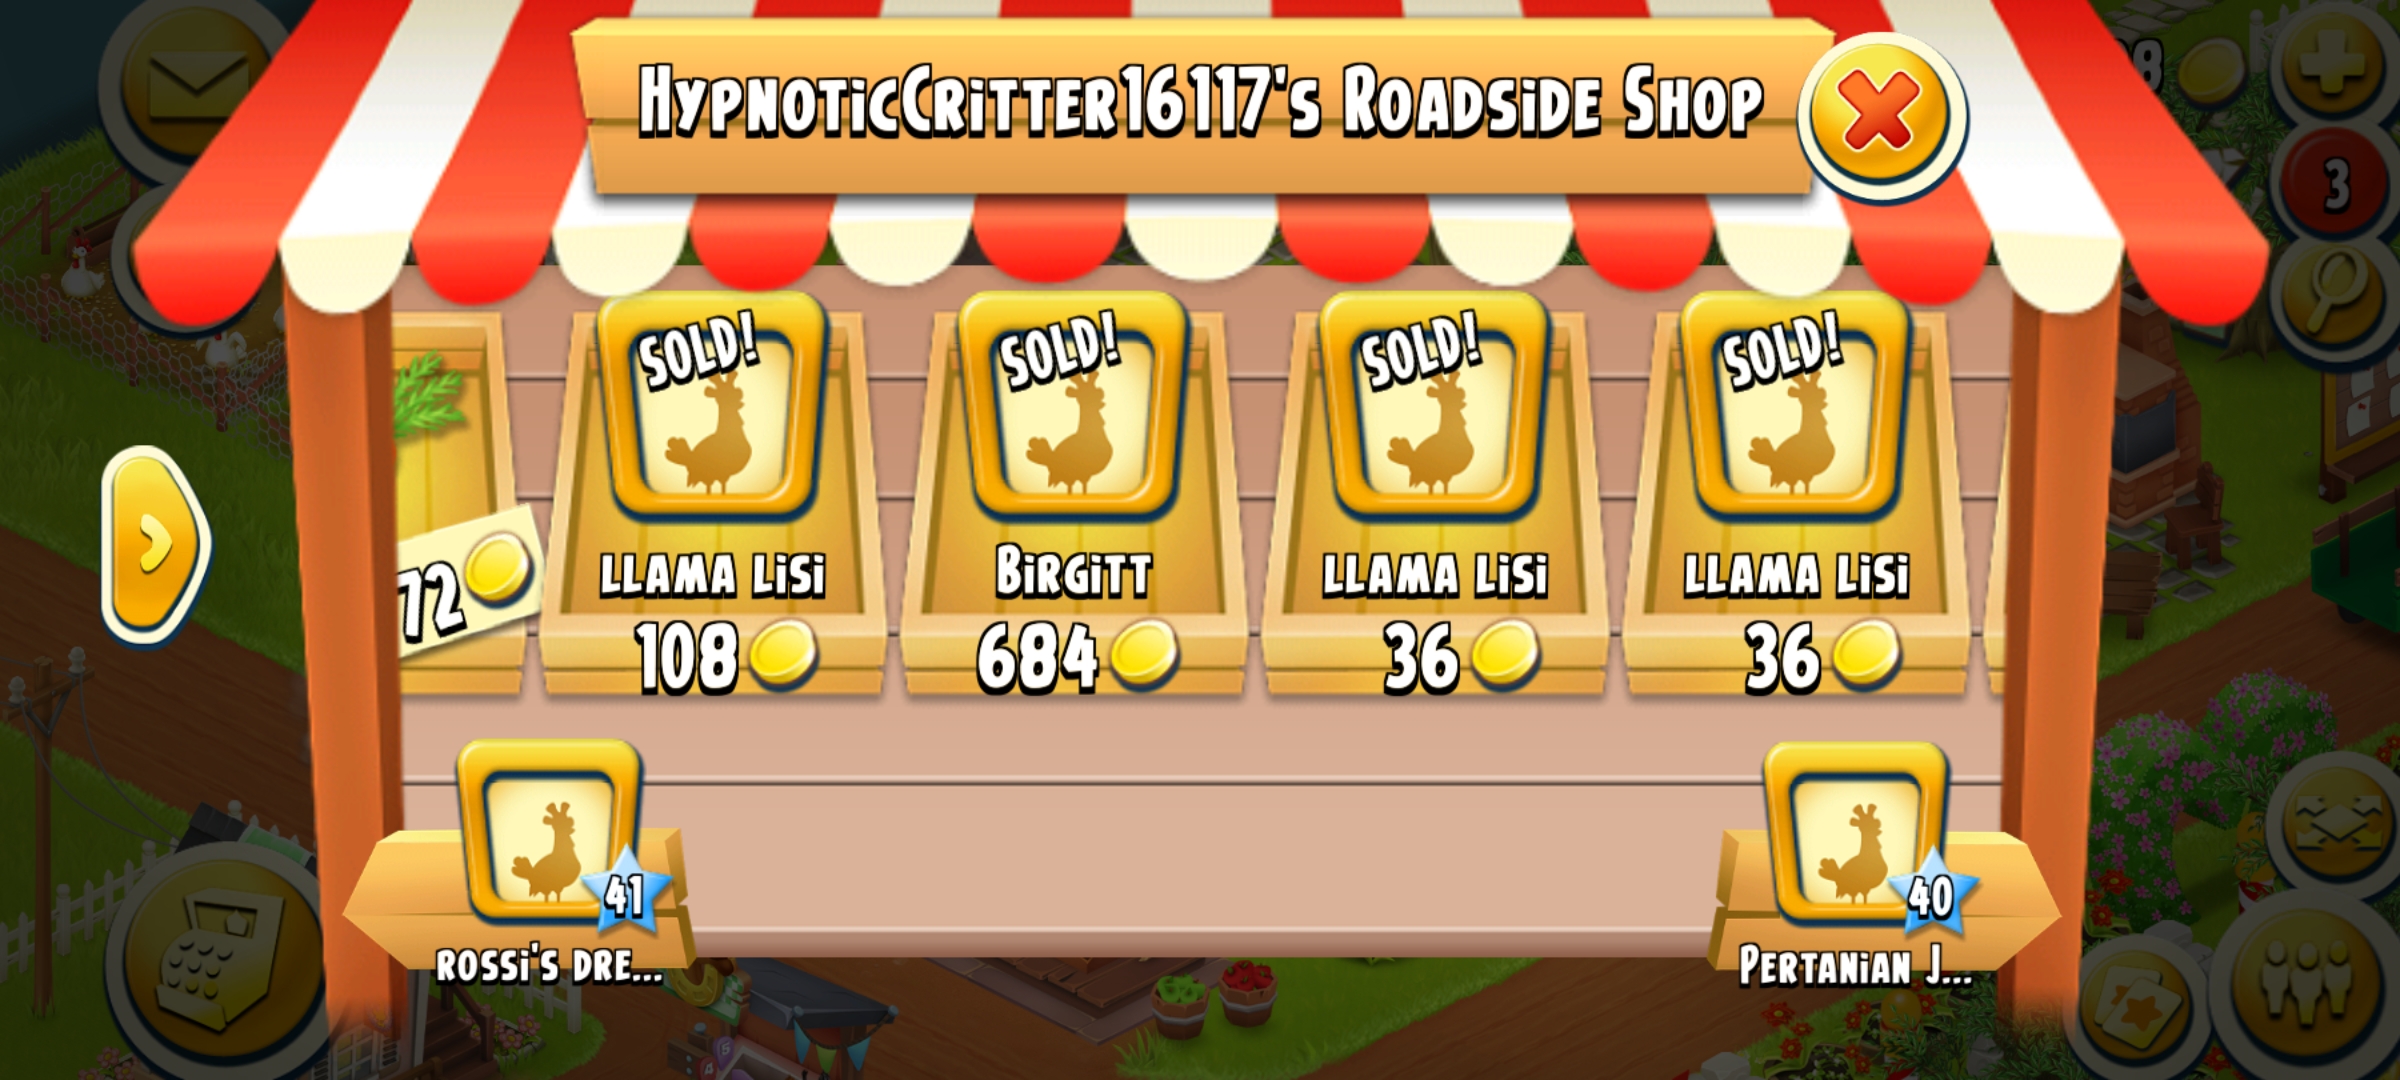 HypnoticCritter16117's Roadside Shop
8
3
SOLD!
SOLD!
SOLD!
SOLD!
72
LLAMA LiSi
BiRGiTT
LLAMA LiSi
LLAMA LiSi
108
684
36
36
41
40
ROSSi'S DRE...
PERTANiAN J...